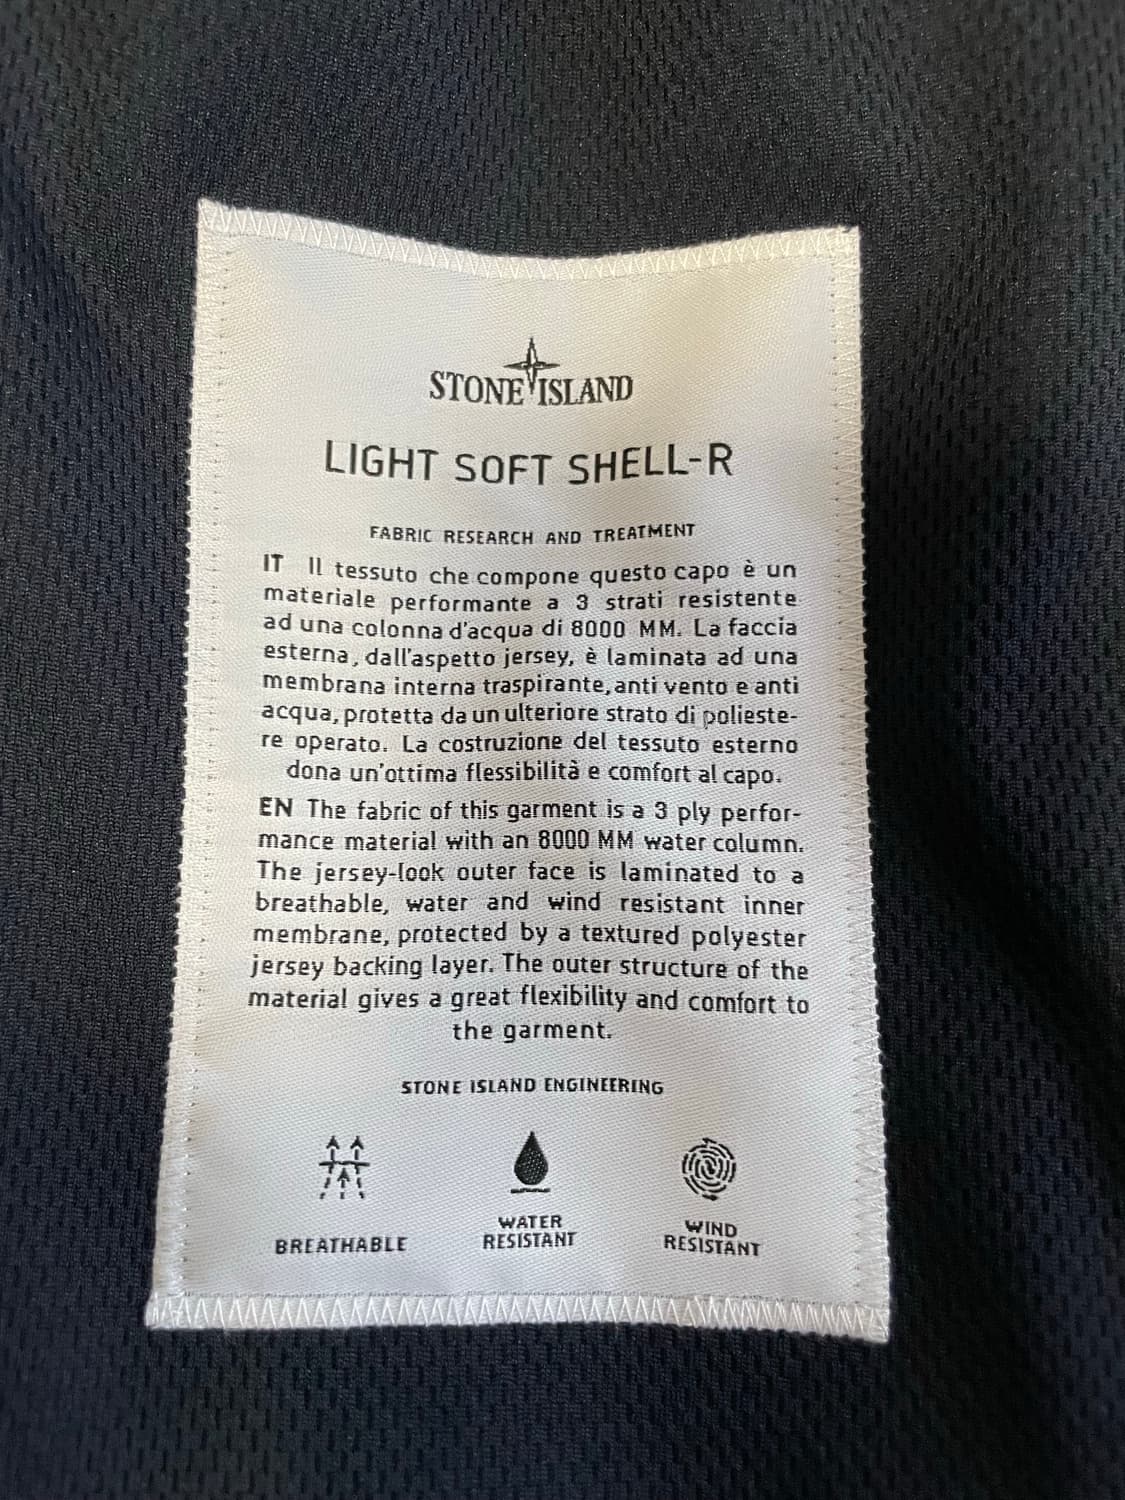 STONE ISLAND
LIGHT SOFT SHELL-R
FABRIC RESEARCH AND TREATMENT
IT Il tessuto che compone questo capo è un
materiale performante a 3 strati resistente
ad una colonna d'acqua di 8000 MM. La faccia
esterna, dall'aspetto jersey, è laminata ad una
membrana interna traspirante, anti vento e anti
acqua, protetta da un ulteriore strato di polieste-
re operato. La costruzione del tessuto esterno
dona un'ottima flessibilità e comfort al capo.
EN The fabric of this garment is a 3 ply perfor-
mance material with an 8000 MM water column.
The jersey-look outer face is laminated to a
breathable, water and wind resistant inner
membrane, protected by a textured polyester
jersey backing layer. The outer structure of the
material gives a great flexibility and comfort to
the garment.
STONE ISLAND ENGINEERING
BREATHABLE
WATER
RESISTANT
WIND
RESISTANT